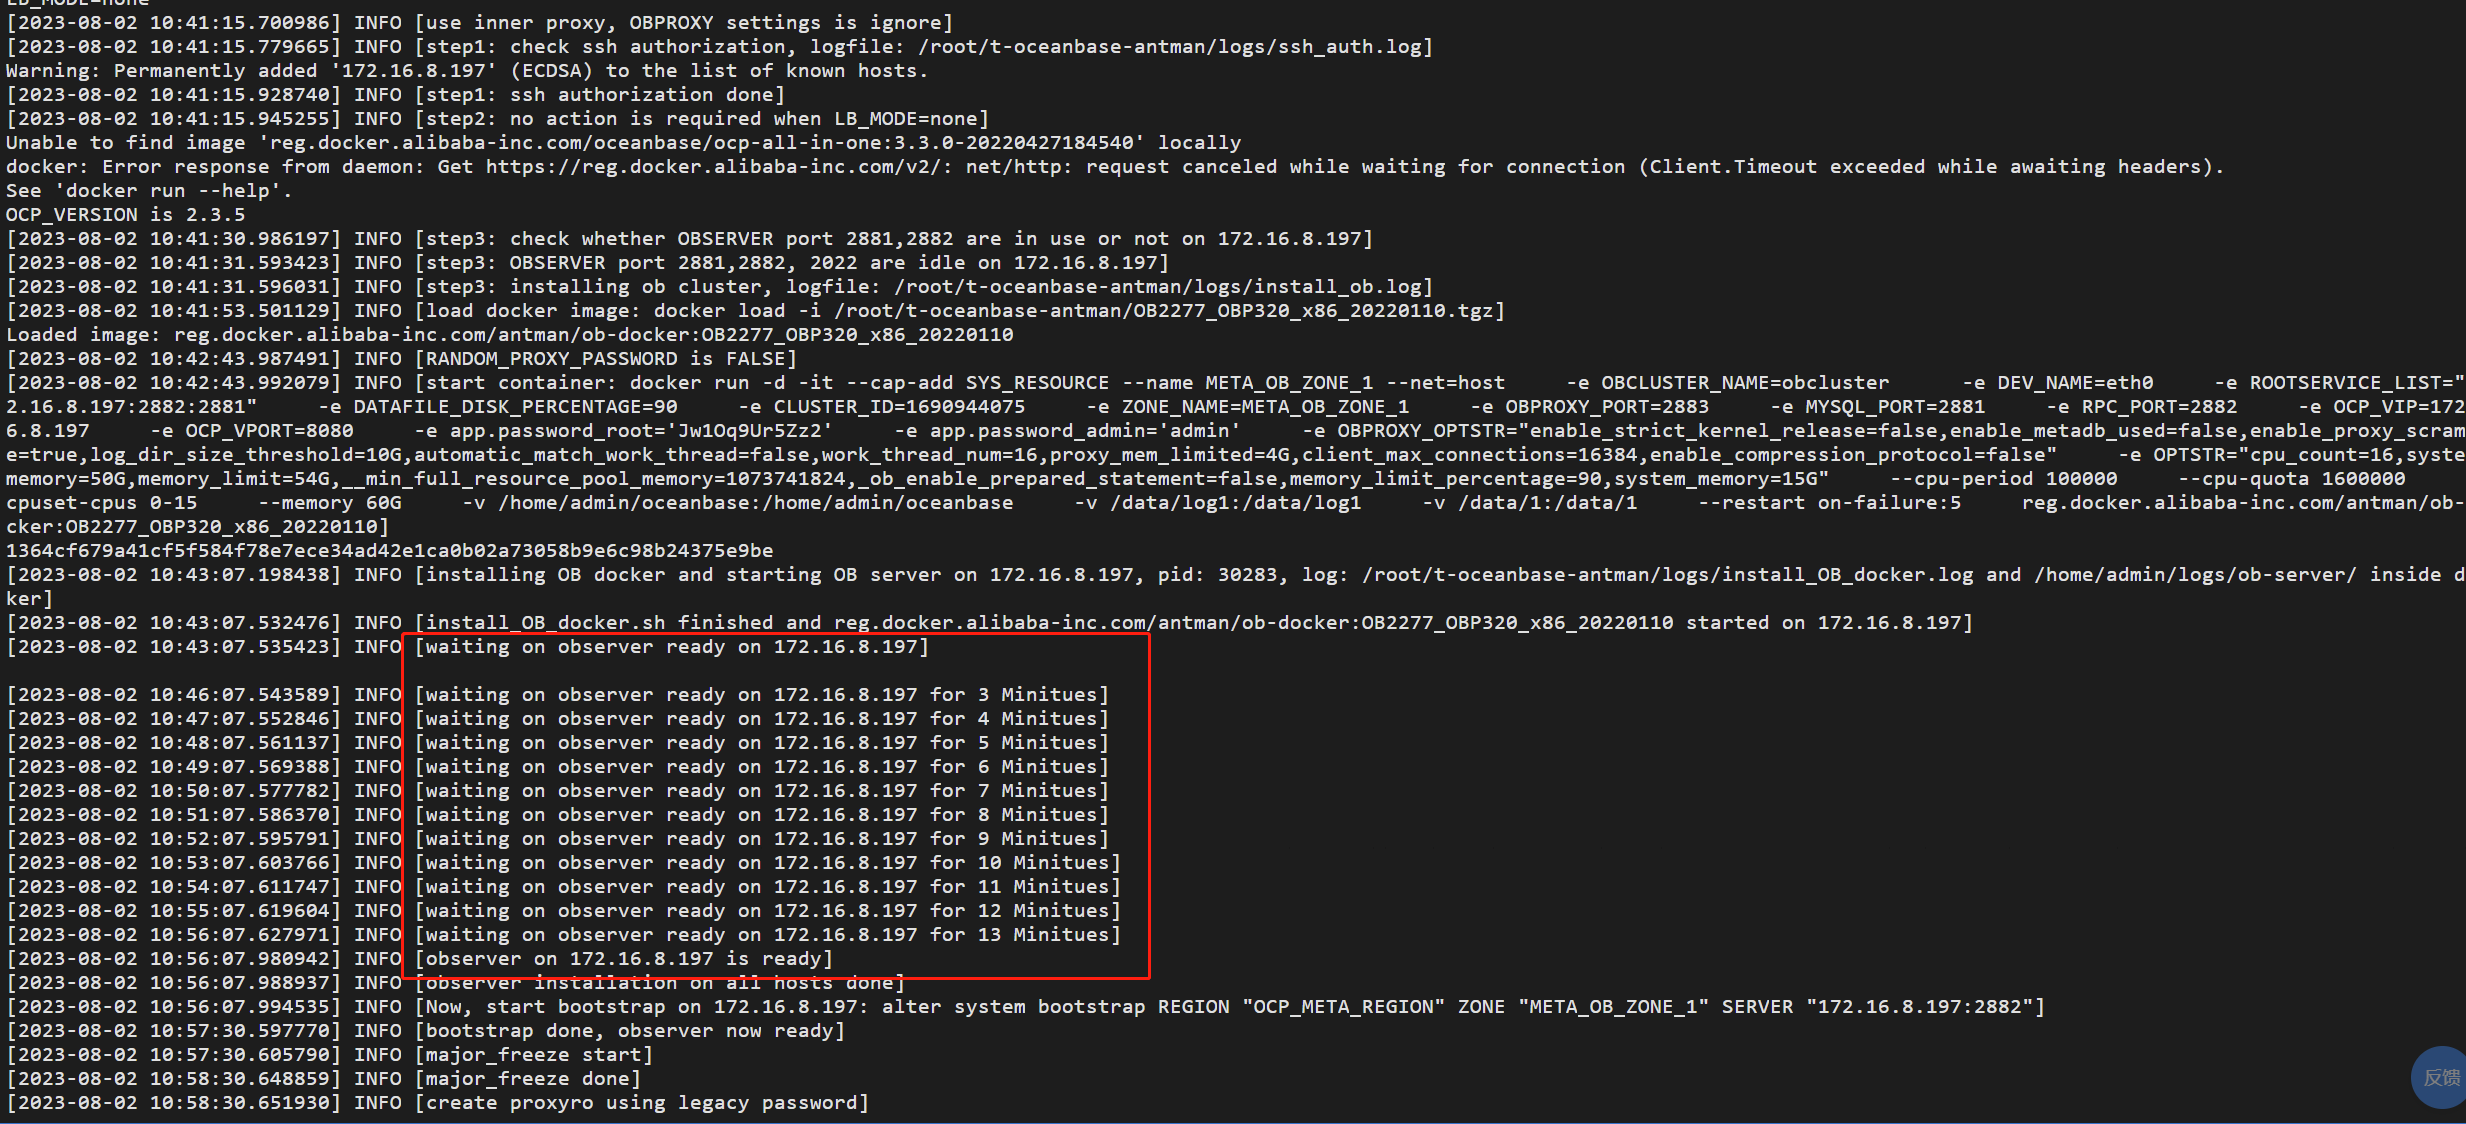 LB_MODE=none
[2023-08-02 10:41:15.700986] INFO [use inner proxy, OBPROXY settings is ignore]
[2023-08-02 10:41:15.779665] INFO [step1: check ssh authorization, logfile: /root/t-oceanbase-antman/logs/ssh_auth.log]
Warning: Permanently added '172.16.8.197' (ECDSA) to the list of known hosts.
[2023-08-02 10:41:15.928740] INFO [step1: ssh authorization done]
[2023-08-02 10:41:15.945255] INFO [step2: no action is required when LB_MODE=none]
Unable to find image 'reg.docker.alibaba-inc.com/oceanbase/ocp-all-in-one:3.3.0-20220427184540' locally
docker: Error response from daemon: Get https://reg.docker.alibaba-inc.com/v2/: net/http: request canceled while waiting for connection (Client.Timeout exceeded while awaiting headers).
See 'docker run --help'.
OCP_VERSION is 2.3.5
[2023-08-02 10:41:30.986197] INFO [step3: check whether OBSERVER port 2881,2882 are in use or not on 172.16.8.197]
[2023-08-02 10:41:31.593423] INFO [step3: OBSERVER port 2881,2882, 2022 are idle on 172.16.8.197]
[2023-08-02 10:41:31.596031] INFO [step3: installing ob cluster, logfile: /root/t-oceanbase-antman/logs/install_ob.log]
[2023-08-02 10:41:53.501129] INFO [load docker image: docker load -i /root/t-oceanbase-antman/OB2277_OBP320_x86_20220110.tgz]
Loaded image: reg.docker.alibaba-inc.com/antman/ob-docker:OB2277_OBP320_x86_20220110
[2023-08-02 10:42:43.987491] INFO [RANDOM_PROXY_PASSWORD is FALSE]
[2023-08-02 10:42:43.992079] INFO [start container: docker run -d -it --cap-add SYS_RESOURCE --name META_OB_ZONE_1 --net=host     -e OBCLUSTER_NAME=obcluster      -e DEV_NAME=eth0     -e ROOTSERVICE_LIST="
2.16.8.197:2882:2881"     -e DATAFILE_DISK_PERCENTAGE=90     -e CLUSTER_ID=1690944075     -e ZONE_NAME=META_OB_ZONE_1     -e OBPROXY_PORT=2883     -e MYSQL_PORT=2881     -e RPC_PORT=2882     -e OCP_VIP=172
6.8.197     -e OCP_VPORT=8080     -e app.password_root='Jw1Oq9Ur5Zz2'     -e app.password_admin='admin'     -e OBPROXY_OPTSTR="enable_strict_kernel_release=false,enable_metadb_used=false,enable_proxy_scram
e=true,log_dir_size_threshold=10G,automatic_match_work_thread=false,work_thread_num=16,proxy_mem_limited=4G,client_max_connections=16384,enable_compression_protocol=false"     -e OPTSTR="cpu_count=16,syste
memory=50G,memory_limit=54G,__min_full_resource_pool_memory=1073741824,_ob_enable_prepared_statement=false,memory_limit_percentage=90,system_memory=15G"     --cpu-period 100000     --cpu-quota 1600000
cpuset-cpus 0-15     --memory 60G     -v /home/admin/oceanbase:/home/admin/oceanbase     -v /data/log1:/data/log1     -v /data/1:/data/1     --restart on-failure:5     reg.docker.alibaba-inc.com/antman/ob-
cker:OB2277_OBP320_x86_20220110]
1364cf679a41cf5f584f78e7ece34ad42e1ca0b02a73058b9e6c98b24375e9be
[2023-08-02 10:43:07.198438] INFO [installing OB docker and starting OB server on 172.16.8.197, pid: 30283, log: /root/t-oceanbase-antman/logs/install_OB_docker.log and /home/admin/logs/ob-server/ inside d
ker]
[2023-08-02 10:43:07.532476] INFO [install_OB_docker.sh finished and reg.docker.alibaba-inc.com/antman/ob-docker:OB2277_OBP320_x86_20220110 started on 172.16.8.197]
[2023-08-02 10:43:07.535423] INFO [waiting on observer ready on 172.16.8.197]
[2023-08-02 10:46:07.543589] INFO [waiting on observer ready on 172.16.8.197 for 3 Minitues]
[2023-08-02 10:47:07.552846] INFO [waiting on observer ready on 172.16.8.197 for 4 Minitues]
[2023-08-02 10:48:07.561137] INFO [waiting on observer ready on 172.16.8.197 for 5 Minitues]
[2023-08-02 10:49:07.569388] INFO [waiting on observer ready on 172.16.8.197 for 6 Minitues]
[2023-08-02 10:50:07.577782] INFO [waiting on observer ready on 172.16.8.197 for 7 Minitues]
[2023-08-02 10:51:07.586370] INFO [waiting on observer ready on 172.16.8.197 for 8 Minitues]
[2023-08-02 10:52:07.595791] INFO [waiting on observer ready on 172.16.8.197 for 9 Minitues]
[2023-08-02 10:53:07.603766] INFO [waiting on observer ready on 172.16.8.197 for 10 Minitues]
[2023-08-02 10:54:07.611747] INFO [waiting on observer ready on 172.16.8.197 for 11 Minitues]
[2023-08-02 10:55:07.619604] INFO [waiting on observer ready on 172.16.8.197 for 12 Minitues]
[2023-08-02 10:56:07.627971] INFO [waiting on observer ready on 172.16.8.197 for 13 Minitues]
[2023-08-02 10:56:07.980942] INFO [observer on 172.16.8.197 is ready]
[2023-08-02 10:56:07.988937] INFO [observer installation on all hosts done]
[2023-08-02 10:56:07.994535] INFO [Now, start bootstrap on 172.16.8.197: alter system bootstrap REGION "OCP_META_REGION" ZONE "META_OB_ZONE_1" SERVER "172.16.8.197:2882"]
[2023-08-02 10:57:30.597770] INFO [bootstrap done, observer now ready]
[2023-08-02 10:57:30.605790] INFO [major_freeze start]
[2023-08-02 10:58:30.648859] INFO [major_freeze done]
[2023-08-02 10:58:30.651930] INFO [create proxyro using legacy password]
反馈